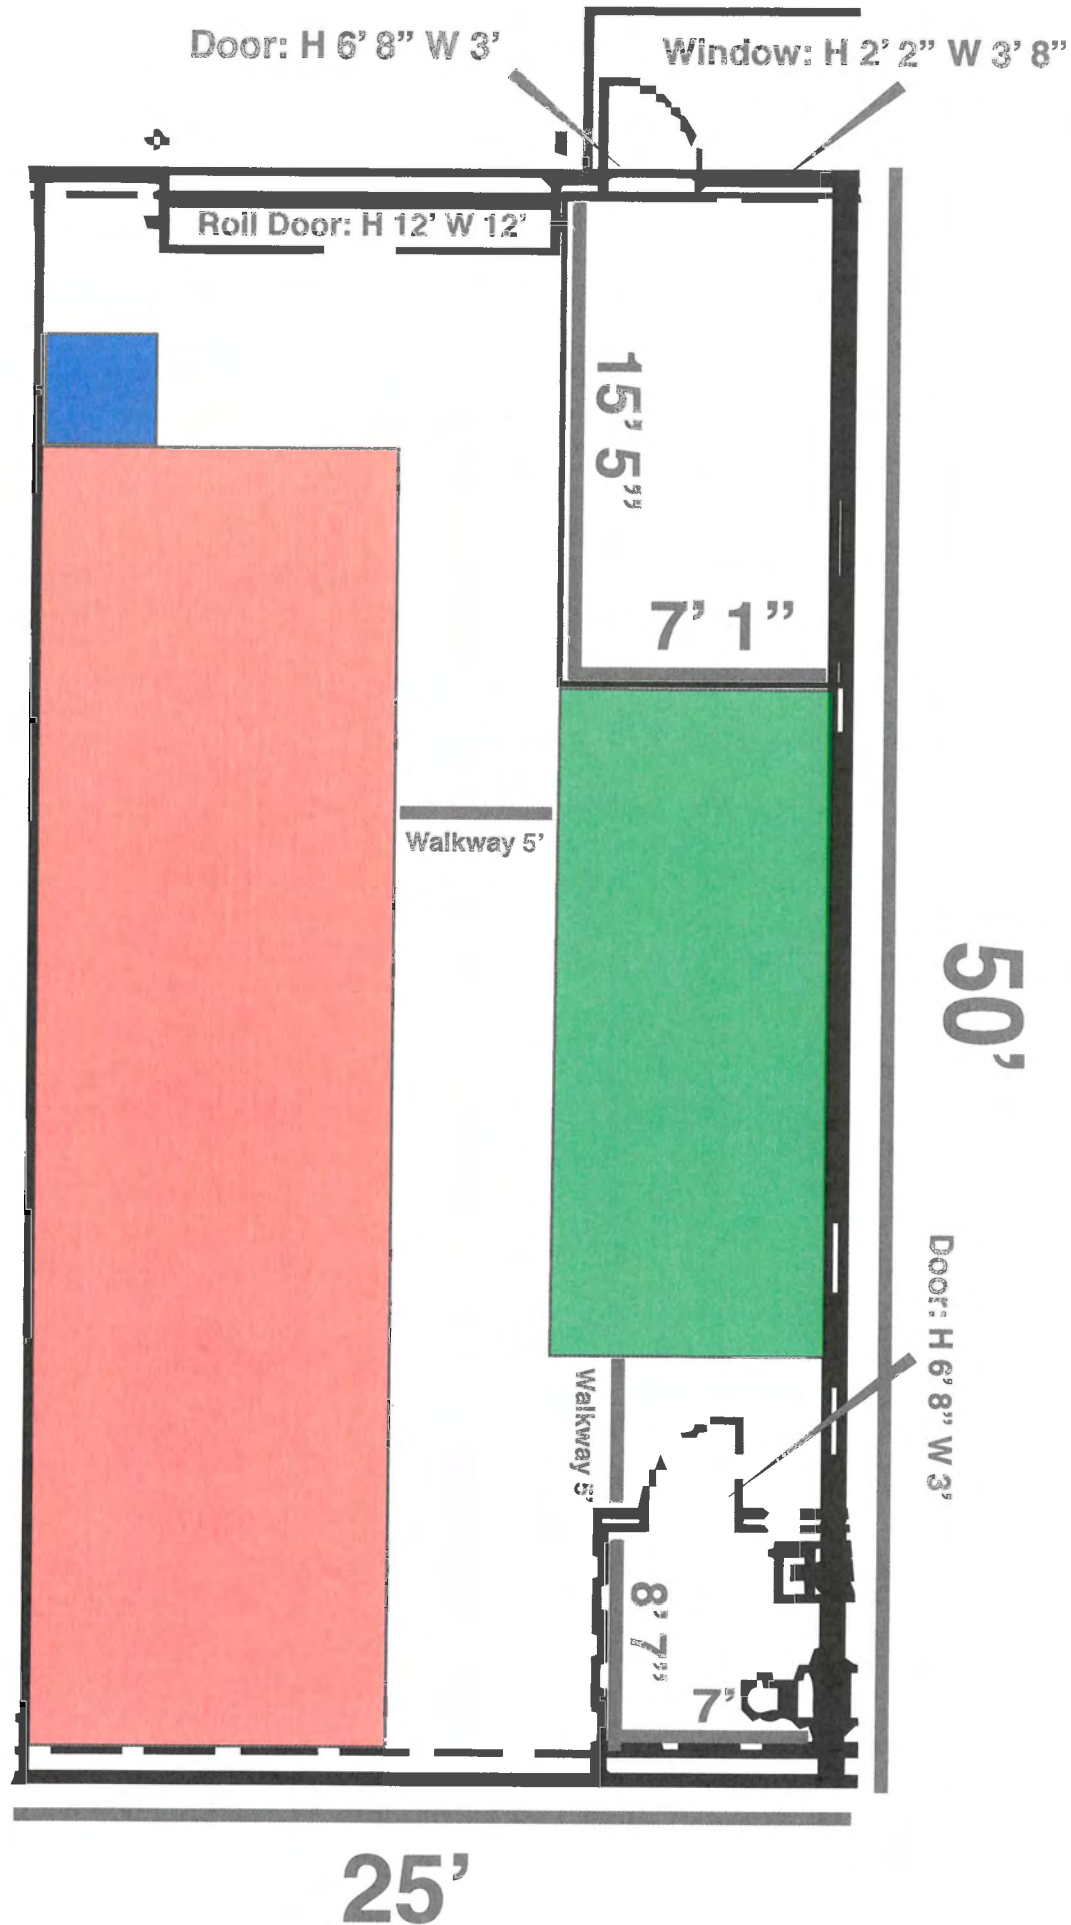 Door: H 6’ 8” W 3’
Window: H 2’ 2” W 3’ 8”
Roll Door: H 12’ W 12’
15’ 5”
7’ 1”
Walkway 5’
50’
Door: H 6’ 8” W 3’
Walkway 5’
8’ 7”
7’
25’